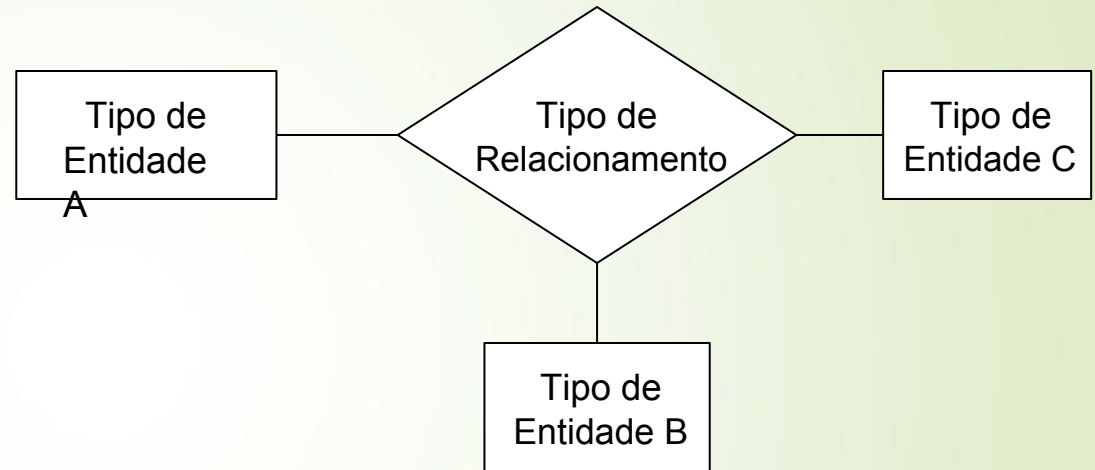 Tipo de
Entidade
A
Tipo de
Relacionamento
Tipo de
Entidade C
Tipo de
Entidade B